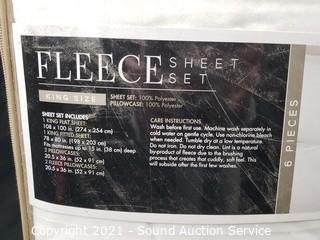 FLEECE SHEET SET
KING SIZE
SHEET SET: 100% Polyester
PILLOWCASE: 100% Polyester
SHEET SET INCLUDES
1 KING FLAT SHEET:
108 x 100 in. (274 x 254 cm)
1 KING FITTED SHEET:
78 x 80 in. (198 x 203 cm)
Fits mattresses up to 15 in. (38 cm) deep
2 PILLOWCASES:
20.5 x 36 in. (52 x 91 cm)
2 FLEECE PILLOWCASES:
20.5 x 36 in. (52 x 91 cm)
CARE INSTRUCTIONS
Wash before first use. Machine wash separately in
cold water on gentle cycle. Use non-chlorine bleach
when needed. Tumble dry at a low temperature.
Do not iron. Do not dry clean. Lint is a natural
by-product of fleece due to the brushing
process that creates that cuddly, soft feel. This
will subside after the first few washes.
6 PIECES
Copyright 2021 - Sound Auction Service